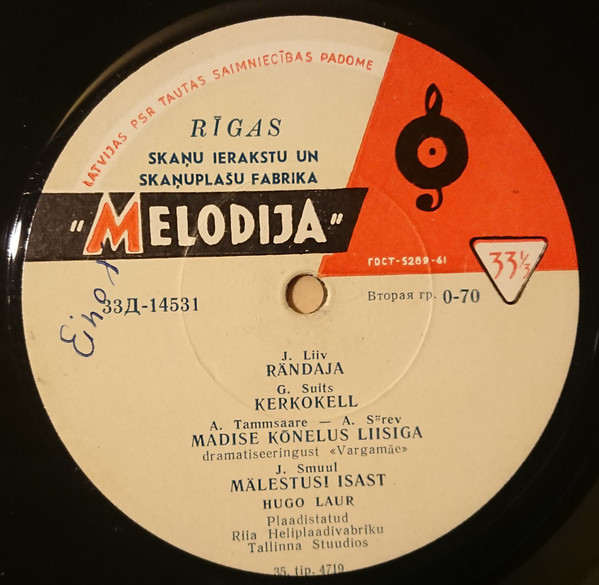 LATVIJAS PSR TAUTAS SAIMNIECĪBAS PADOME
RĪGAS
SKAŅU IERAKSTU UN
SKAŅUPLAŠU FABRIKA
"MELODIJA"
ГОСТ-5289-61
33⅓
33Д-14531
Вторая гр. 0-70
J. Liiv
RÄNDAJA
G. Suits
KERKOKELL
A. Tammsaare — A. S rev
MADISE KÕNELUS LIISIGA
dramatiseeringust «Vargamäe»
J. Smuul
MÄLESTUSI ISAST
HUGO LAUR
Plaadistatud
Riia Heliplaadivabriku
Tallinna Stuudios
35. tip. 4719